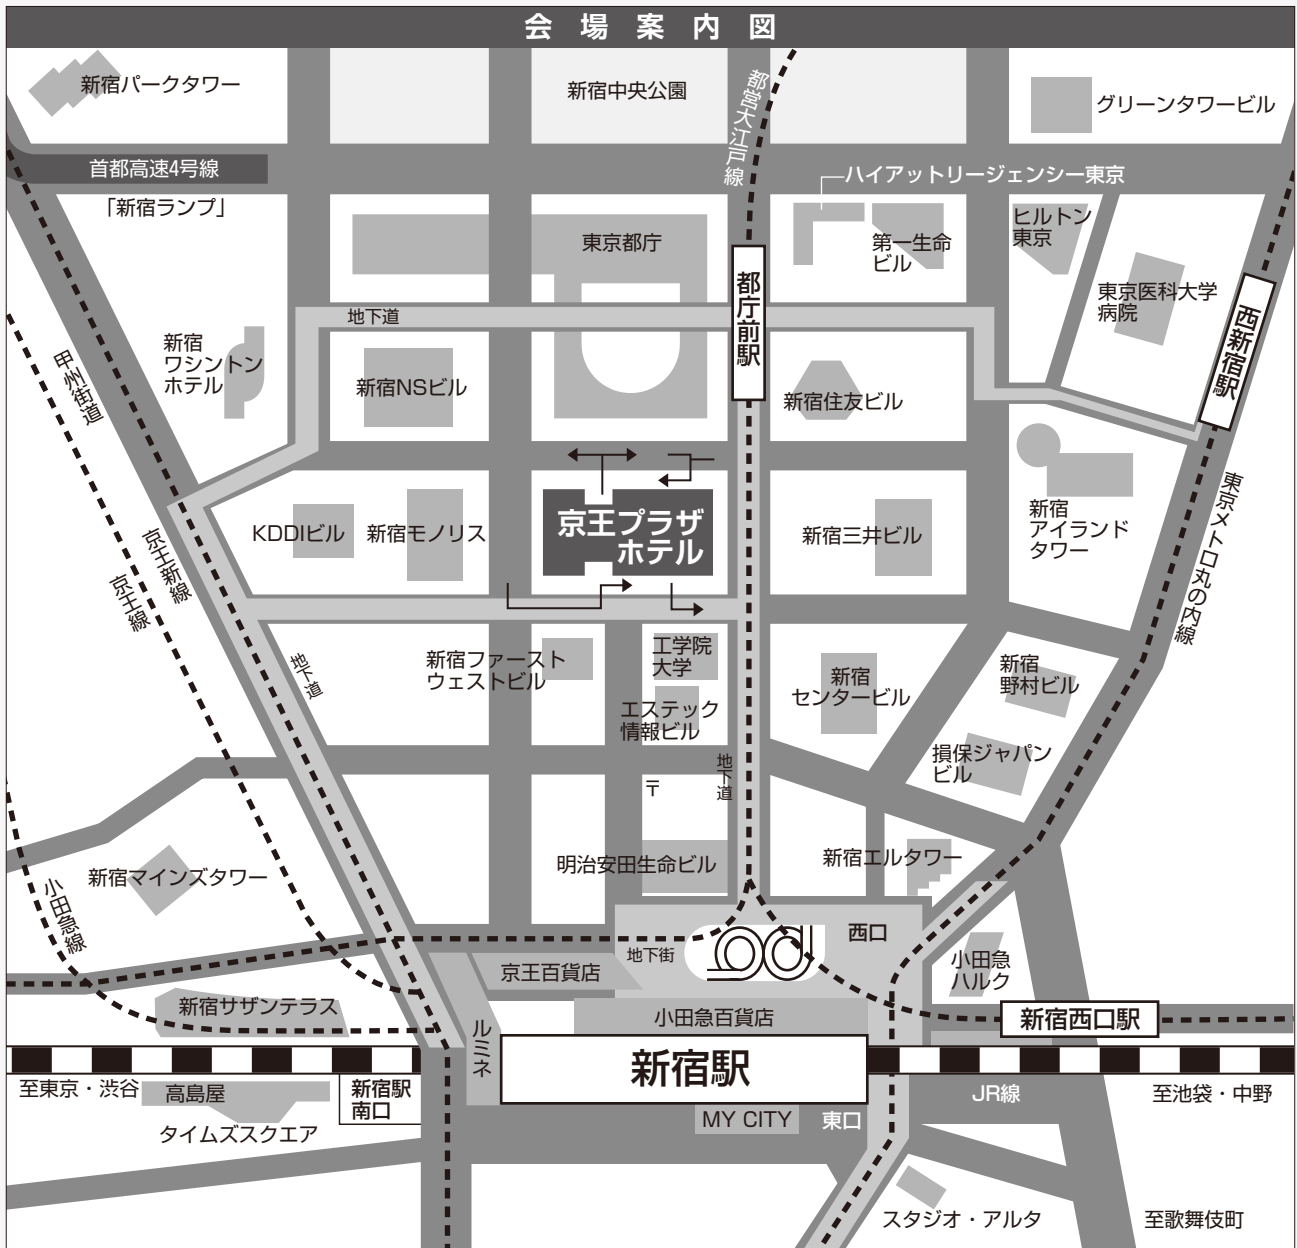 会場案内図
新宿パークタワー
新宿中央公園
都営大江戸線
グリーンタワービル
首都高速4号線
「新宿ランプ」
ハイアットリージェンシー東京
東京都庁
第一生命
ビル
ヒルトン
東京
東京医科大学
病院
都庁前駅
西新宿駅
地下道
新宿
ワシントン
ホテル
甲州街道
新宿NSビル
新宿住友ビル
KDDIビル
新宿モノリス
京王プラザ
ホテル
新宿三井ビル
新宿
アイランド
タワー
東京メトロ丸の内線
京王新線
京王線
地下道
新宿ファースト
ウェストビル
工学院
大学
エステック
情報ビル
新宿
センタービル
新宿
野村ビル
損保ジャパン
ビル
地下道
〒
明治安田生命ビル
新宿エルタワー
新宿マインズタワー
小田急線
西口
地下街
京王百貨店
小田急
ハルク
新宿サザンテラス
小田急百貨店
新宿西口駅
ルミネ
新宿駅
至東京・渋谷
高島屋
タイムズスクエア
新宿駅
南口
MY CITY
東口
JR線
至池袋・中野
スタジオ・アルタ
至歌舞伎町